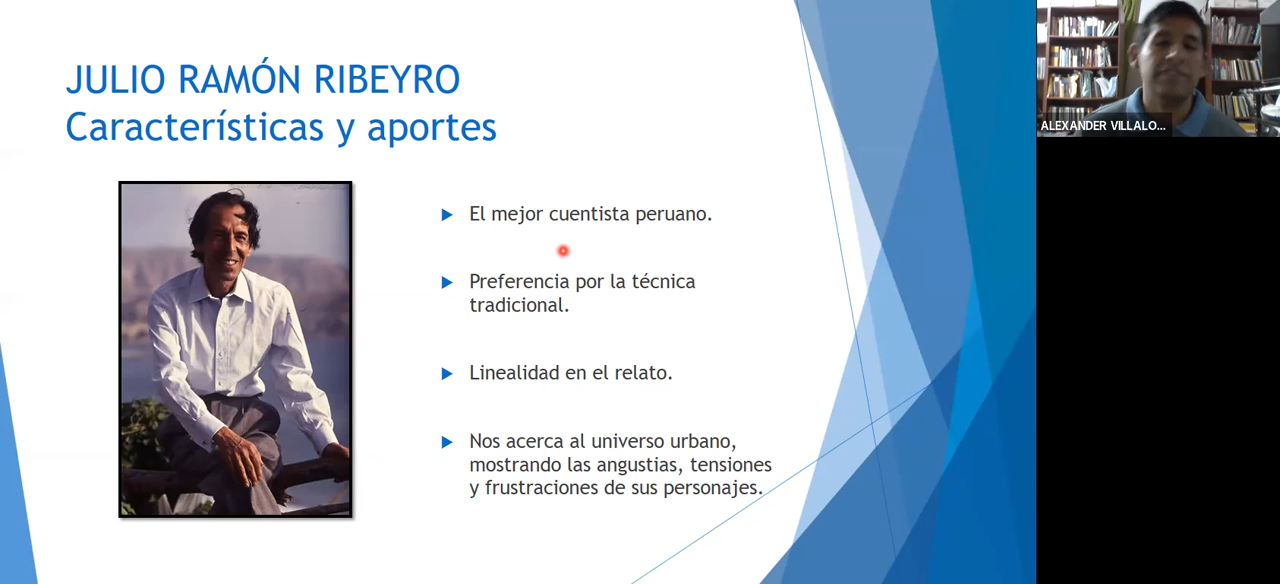 JULIO RAMÓN RIBEYRO
Características y aportes
El mejor cuentista peruano.
Preferencia por la técnica
tradicional.
Linealidad en el relato.
Nos acerca al universo urbano,
mostrando las angustias, tensiones
y frustraciones de sus personajes.
ALEXANDER VILLALO...